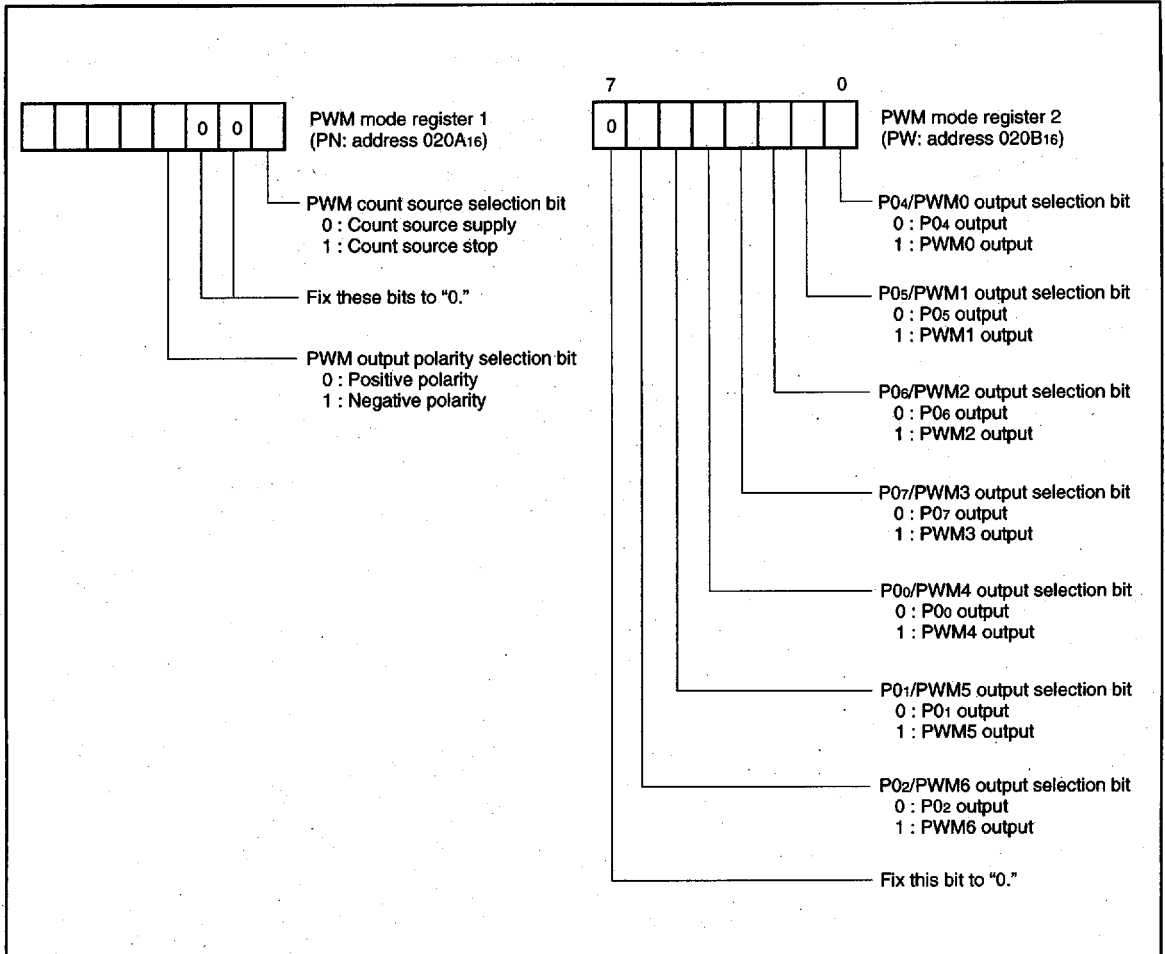 0 0
PWM mode register 1
(PN: address 020A16)
PWM count source selection bit
0 : Count source supply
1 : Count source stop
Fix these bits to “0.”
PWM output polarity selection bit
0 : Positive polarity
1 : Negative polarity
7 0
0
PWM mode register 2
(PW: address 020B16)
P04/PWM0 output selection bit
0 : P04 output
1 : PWM0 output
P05/PWM1 output selection bit
0 : P05 output
1 : PWM1 output
P06/PWM2 output selection bit
0 : P06 output
1 : PWM2 output
P07/PWM3 output selection bit
0 : P07 output
1 : PWM3 output
P00/PWM4 output selection bit
0 : P00 output
1 : PWM4 output
P01/PWM5 output selection bit
0 : P01 output
1 : PWM5 output
P02/PWM6 output selection bit
0 : P02 output
1 : PWM6 output
Fix this bit to “0.”